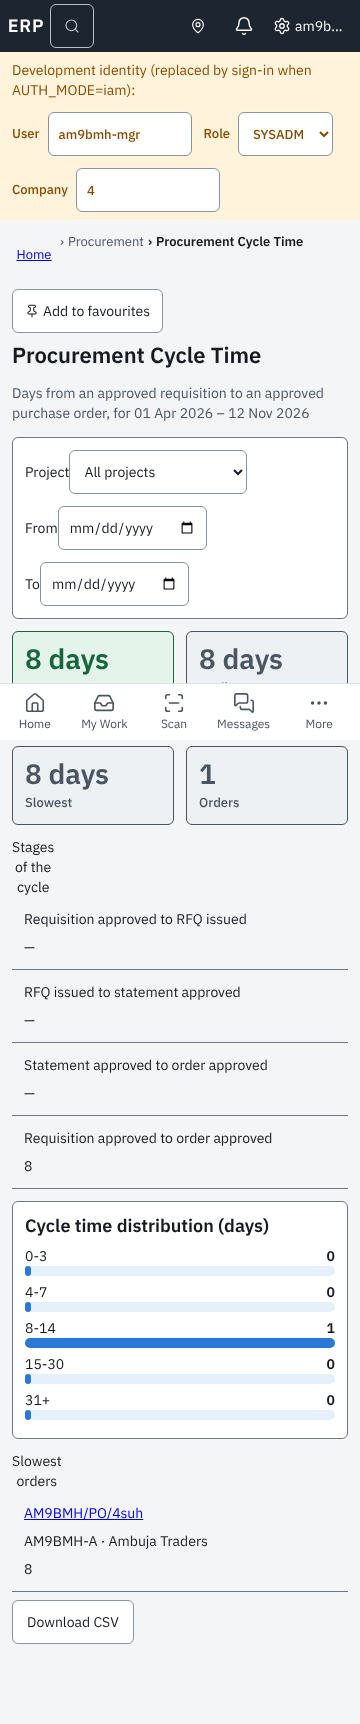 ERP
am9b...
Development identity (replaced by sign-in when
AUTH_MODE=iam):
User am9bmh-mgr Role SYSADM
Company 4
Home › Procurement › Procurement Cycle Time
Add to favourites
Procurement Cycle Time
Days from an approved requisition to an approved
purchase order, for 01 Apr 2026 – 12 Nov 2026
Project All projects
From mm/dd/yyyy
To mm/dd/yyyy
8 days
8 days
Home My Work Scan Messages More
8 days
Slowest
1
Orders
Stages
of the
cycle
Requisition approved to RFQ issued
—
RFQ issued to statement approved
—
Statement approved to order approved
—
Requisition approved to order approved
8
Cycle time distribution (days)
0-3 0
4-7 0
8-14 1
15-30 0
31+ 0
Slowest
orders
AM9BMH/PO/4suh
AM9BMH-A · Ambuja Traders
8
Download CSV